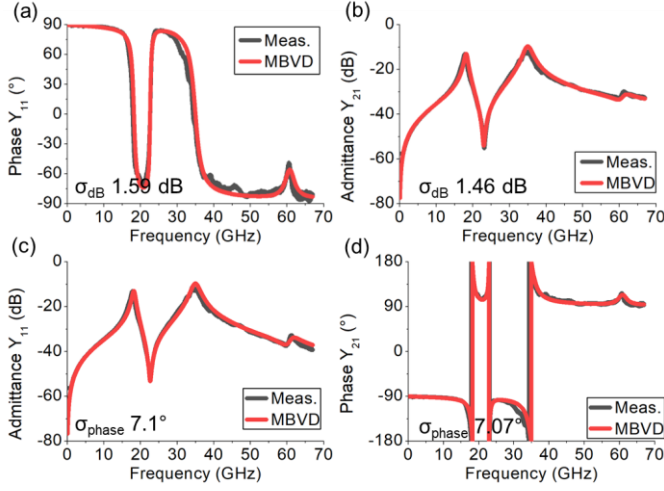 (a)
Phase Y11 (°)
90
60
30
0
-30
-60
-90
Meas.
MBVD
σdB 1.59 dB
0 10 20 30 40 50 60 70
Frequency (GHz)
(b)
Admittance Y21 (dB)
0
-20
-40
-60
-80
Meas.
MBVD
σdB 1.46 dB
0 10 20 30 40 50 60 70
Frequency (GHz)
(c)
Admittance Y11 (dB)
0
-20
-40
-60
-80
Meas.
MBVD
σphase 7.1°
0 10 20 30 40 50 60 70
Frequency (GHz)
(d)
Phase Y21 (°)
180
90
0
-90
-180
Meas.
MBVD
σphase 7.07°
0 10 20 30 40 50 60 70
Frequency (GHz)